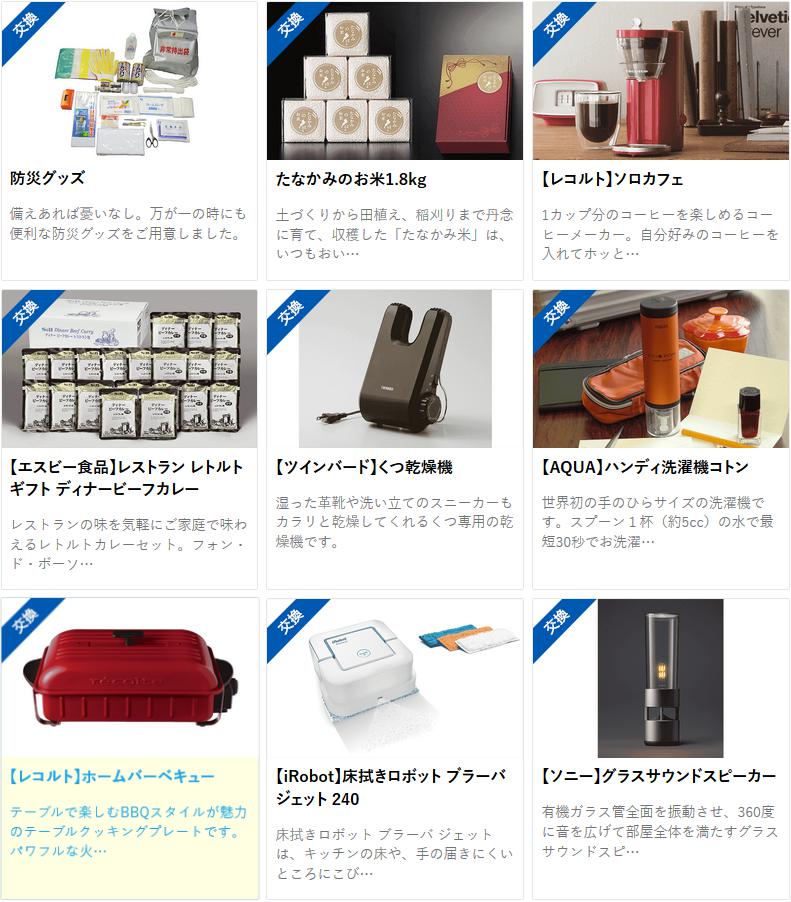 交換
非常持出袋
防災グッズ
備えあれば憂いなし。万が一の時にも
便利な防災グッズをご用意しました。
交換
たなかみのお米1.8kg
土づくりから田植え、稲刈りまで丹念
に育て、収穫した「たなかみ米」は、
いつもおい…
交換
【レコルト】ソロカフェ
1カップ分のコーヒーを楽しめるコー
ヒーメーカー。自分好みのコーヒーを
入れてホッと…
交換
Dinner Beef Curry
【エスビー食品】レストラン レトルト
ギフト ディナービーフカレー
レストランの味を気軽にご家庭で味わ
えるレトルトカレーセット。フォン・
ド・ボーソ…
交換
【ツインバード】くつ乾燥機
湿った革靴や洗い立てのスニーカーも
カラリと乾燥してくれるくつ専用の乾
燥機です。
交換
【AQUA】ハンディ洗濯機コトン
世界初の手のひらサイズの洗濯機で
す。スプーン１杯（約5cc）の水で最
短30秒でお洗濯…
交換
récolte
【レコルト】ホームバーベキュー
テーブルで楽しむBBQスタイルが魅力
のテーブルクッキングプレートです。
パワフルな火…
交換
iRobot
【iRobot】床拭きロボット ブラーバ
ジェット 240
床拭きロボット ブラーバ ジェット
は、キッチンの床や、手の届きにくい
ところにこび…
交換
【ソニー】グラスサウンドスピーカー
有機ガラス管全面を振動させ、360度
に音を広げて部屋全体を満たすグラス
サウンドスピ…